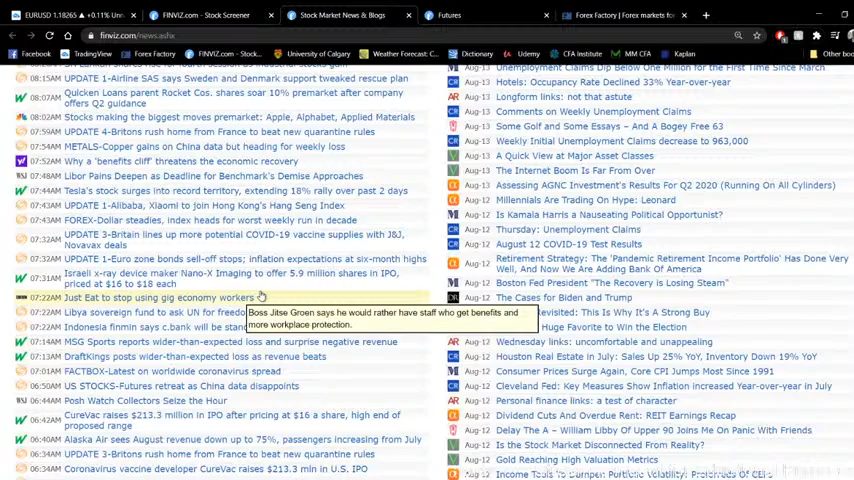 EURUSD 1.18265 ▲ +0.11% Unn
FINVIZ.com - Stock Screener
Stock Market News & Blogs
Futures
Forex Factory | Forex markets fo
finviz.com/news.ashx
Facebook
TradingView
Forex Factory
FINVIZ.com - Stock...
University of Calgary
Weather Forecast: C...
Dictionary
Udemy
CFA Institute
MM CFA
Kaplan
Other boo
08:15AM UPDATE 1-Airline SAS says Sweden and Denmark support tweaked rescue plan
08:07AM Quicken Loans parent Rocket Cos. shares soar 10% premarket after company
offers Q2 guidance
08:02AM Stocks making the biggest moves premarket: Apple, Alphabet, Applied Materials
07:59AM UPDATE 4-Britons rush home from France to beat new quarantine rules
07:54AM METALS-Copper gains on China data but heading for weekly loss
07:52AM Why a 'benefits cliff' threatens the economic recovery
07:48AM Libor Pains Deepen as Deadline for Benchmark's Demise Approaches
07:44AM Tesla's stock surges into record territory, extending 18% rally over past 2 days
07:43AM UPDATE 1-Alibaba, Xiaomi to join Hong Kong's Hang Seng Index
07:43AM FOREX-Dollar steadies, index heads for worst weekly run in decade
07:32AM UPDATE 3-Britain lines up more potential COVID-19 vaccine supplies with J&J,
Novavax deals
07:32AM UPDATE 1-Euro zone bonds sell-off stops; inflation expectations at six-month highs
07:31AM Israeli x-ray device maker Nano-X Imaging to offer 5.9 million shares in IPO,
priced at $16 to $18 each
07:22AM Just Eat to stop using gig economy workers
Boss Jitse Groen says he would rather have staff who get benefits and
more workplace protection.
07:22AM Libya sovereign fund to ask UN for freedo
07:14AM Indonesia finmin says c.bank will be stand
07:14AM MSG Sports reports wider-than-expected loss and surprise negative revenue
07:13AM DraftKings posts wider-than-expected loss as revenue beats
07:01AM FACTBOX-Latest on worldwide coronavirus spread
06:50AM US STOCKS-Futures retreat as China data disappoints
06:44AM Posh Watch Collectors Seize the Hour
06:42AM CureVac raises $213.3 million in IPO after pricing at $16 a share, high end of
proposed range
06:40AM Alaska Air sees August revenue down up to 75%, passengers increasing from July
06:34AM UPDATE 3-Britons rush home from France to beat new quarantine rules
06:34AM Coronavirus vaccine developer CureVac raises $213.3 mln in U.S. IPO
Aug-13 Unemployment Claims Dip Below One Million for the First Time Since March
Aug-13 Hotels: Occupancy Rate Declined 33% Year-over-year
Aug-13 Longform links: not that astute
Aug-13 Comments on Weekly Unemployment Claims
Aug-13 Some Golf and Some Essays – And A Bogey Free 63
Aug-13 Weekly Initial Unemployment Claims decrease to 963,000
Aug-13 A Quick View at Major Asset Classes
Aug-13 The Internet Boom Is Far From Over
Aug-13 Assessing AGNC Investment's Results For Q2 2020 (Running On All Cylinders)
Aug-12 Millennials Are Trading On Hype: Leonard
Aug-12 Is Kamala Harris a Nauseating Political Opportunist?
Aug-12 Thursday: Unemployment Claims
Aug-12 August 12 COVID-19 Test Results
Aug-12 Retirement Strategy: The 'Pandemic Retirement Income Portfolio' Has Done Very
Well, And Now We Are Adding Bank Of America
Aug-12 Boston Fed President "The Recovery is Losing Steam"
Aug-12 The Cases for Biden and Trump
Revisited: This Is Why It's A Strong Buy
Huge Favorite to Win the Election
Aug-12 Wednesday links: uncomfortable and unappealing
Aug-12 Houston Real Estate in July: Sales Up 25% YoY, Inventory Down 19% YoY
Aug-12 Consumer Prices Surge Again, Core CPI Jumps Most Since 1991
Aug-12 Cleveland Fed: Key Measures Show Inflation increased Year-over-year in July
Aug-12 Personal finance links: a test of character
Aug-12 Dividend Cuts And Overdue Rent: REIT Earnings Recap
Aug-12 Delay The A – William Libby Of Upper 90 Joins Me On Panic With Friends
Aug-12 Is the Stock Market Disconnected From Reality?
Aug-12 Gold Reaching High Valuation Metrics
Aug-12 Income Tools To Dumper: Portfolio Volatility,